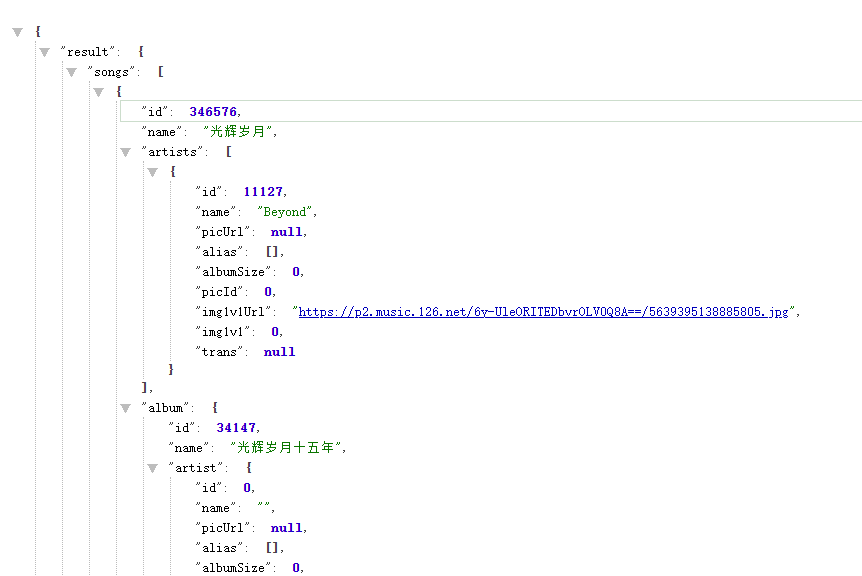 {
"result": {
"songs": [
{
"id": 346576,
"name": "光辉岁月",
"artists": [
{
"id": 11127,
"name": "Beyond",
"picUrl": null,
"alias": [],
"albumSize": 0,
"picId": 0,
"img1v1Url": "https://p2.music.126.net/6y-UleORITEDbvrOLV0Q8A==/5639395138885805.jpg",
"img1v1": 0,
"trans": null
}
],
"album": {
"id": 34147,
"name": "光辉岁月十五年",
"artist": {
"id": 0,
"name": "",
"picUrl": null,
"alias": [],
"albumSize": 0,